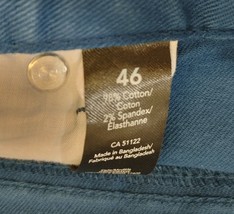 46
98% Cotton/
Coton
2% Spandex/
Élasthanne
CA 51122
Made in Bangladesh/
Fabriqué au Bangladesh